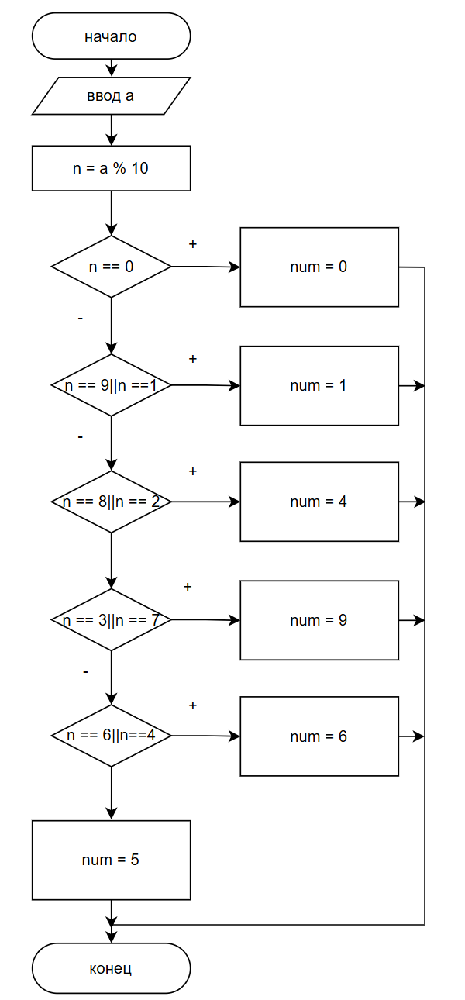 начало
ввод a
n = a % 10
+
n == 0
num = 0
-
+
n == 9||n ==1
num = 1
-
+
n == 8||n == 2
num = 4
+
n == 3||n == 7
num = 9
-
+
n == 6||n==4
num = 6
num = 5
конец